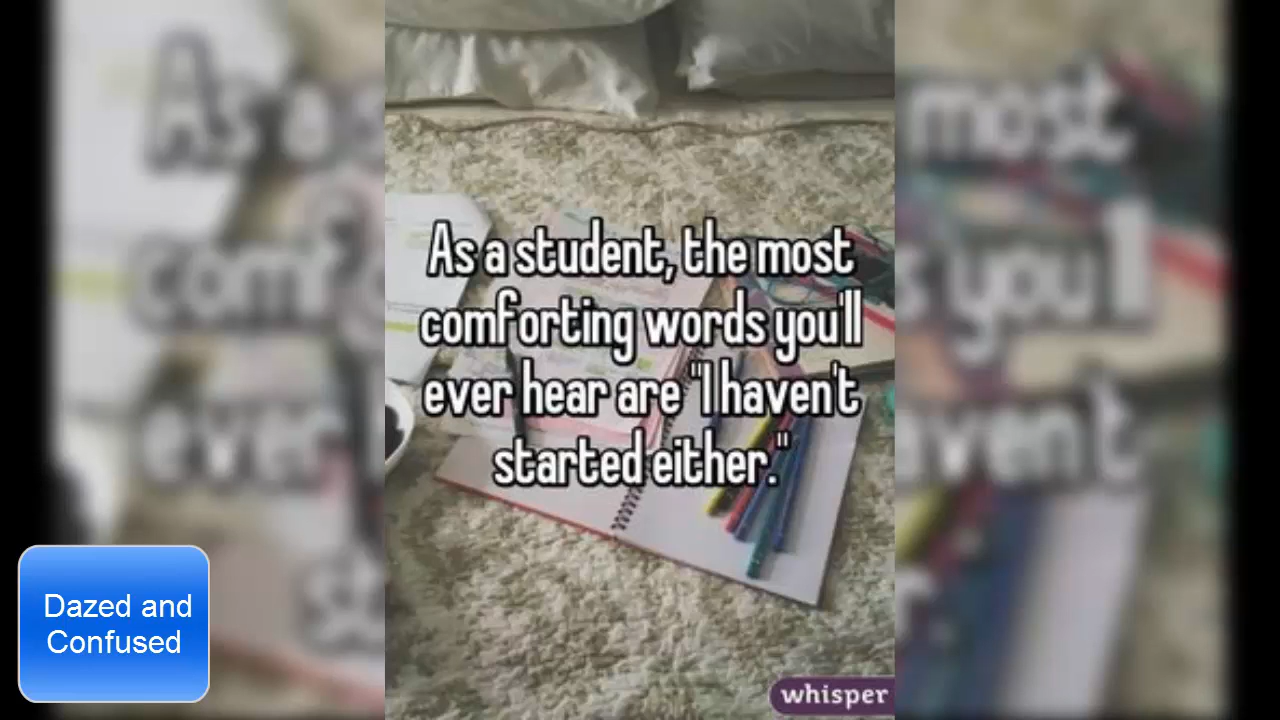 As a student, the most
comforting words you'll
ever hear are "I haven't
started either."
Dazed and
Confused
whisper